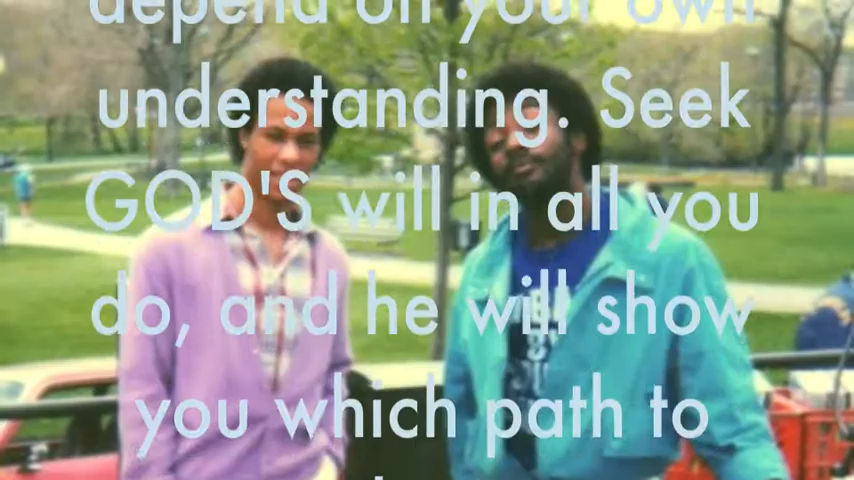 depend on your own
understanding. Seek
GOD'S will in all you
do, and he will show
you which path to